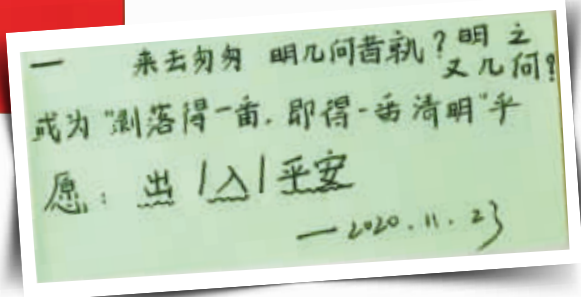 一 来去匆匆 明几何昔孰?明之
又几何?
或为"剥落得一番,即得一番清明"乎
愿:出/入/平安
—2020.11.23